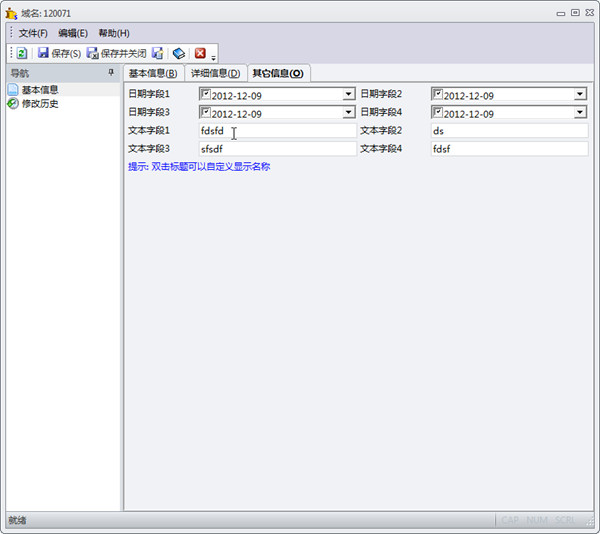 域名: 120071
文件(F) 编辑(E) 帮助(H)
保存(S) 保存并关闭
导航
基本信息
修改历史
基本信息(B) 详细信息(D) 其它信息(O)
日期字段1 2012-12-09 日期字段2 2012-12-09
日期字段3 2012-12-09 日期字段4 2012-12-09
文本字段1 fdsfd 文本字段2 ds
文本字段3 sfsdf 文本字段4 fdsf
提示: 双击标题可以自定义显示名称
就绪 CAP NUM SCRL